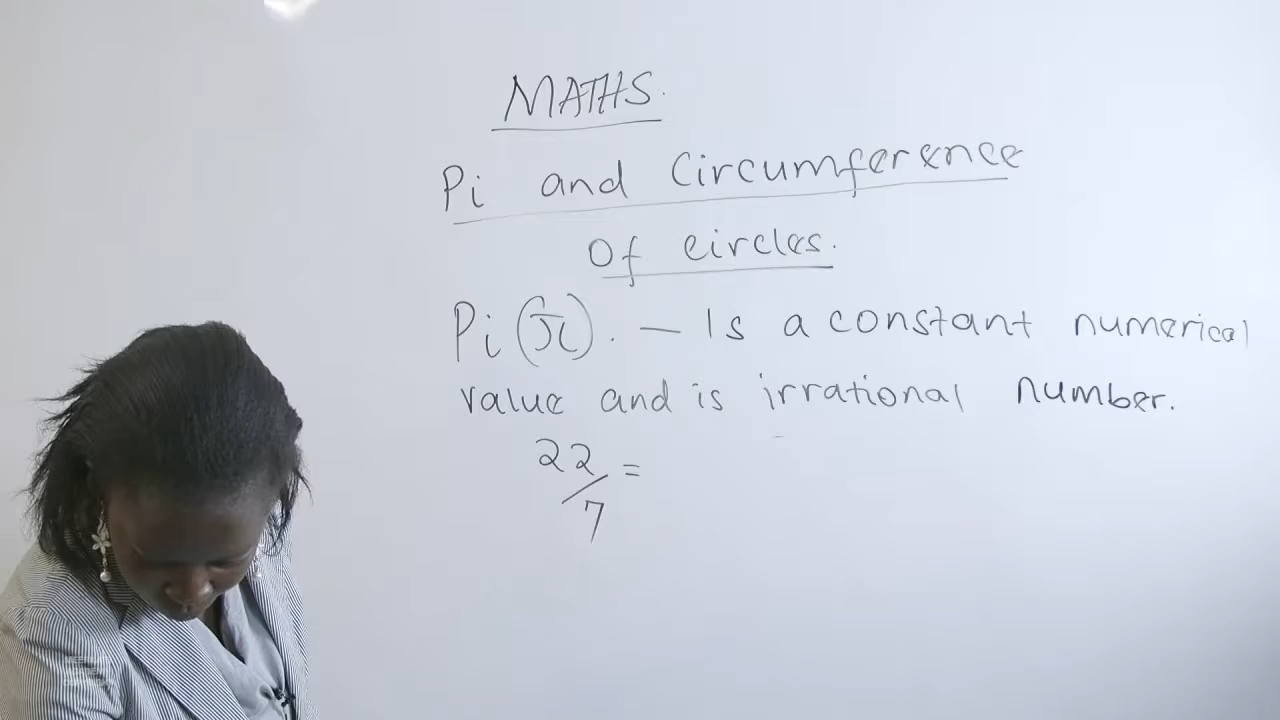 MATHS.
Pi and Circumference
Of circles.
Pi (π). — Is a constant numerical
value and is irrational number.
22/7 =